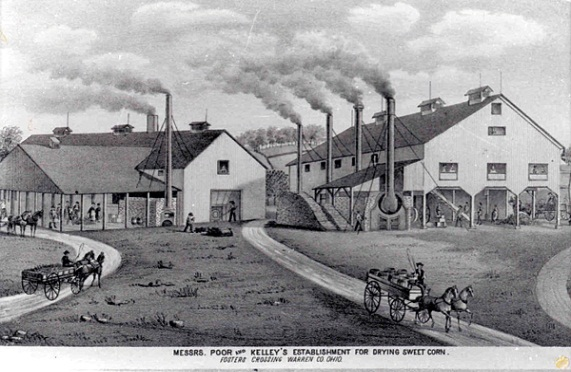 MESSRS. POOR AND KELLEY'S ESTABLISHMENT FOR DRYING SWEET CORN.
FOSTERS CROSSING WARREN CO. OHIO.